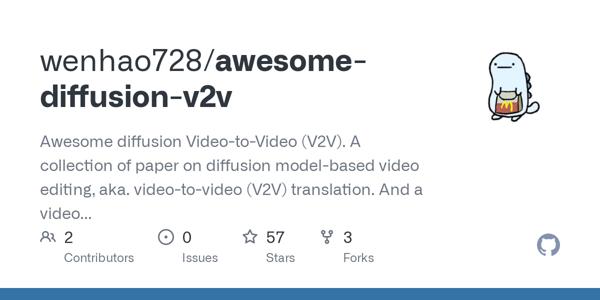 wenhao728/awesome-
diffusion-v2v
Awesome diffusion Video-to-Video (V2V). A
collection of paper on diffusion model-based video
editing, aka. video-to-video (V2V) translation. And a
video...
2 0 57 3
Contributors Issues Stars Forks